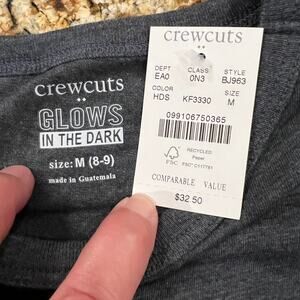 crewcuts
GLOWS
IN THE DARK
size: M (8-9)
made in Guatemala
crewcuts
DEPT CLASS STYLE
EA0 0N3 BJ963
COLOR SIZE
HDS KF3330 M
099106750365
FSC
RECYCLED
Paper
COMPARABLE VALUE
$32.50